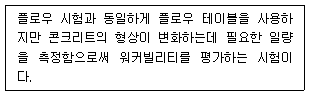 플로우 시험과 동일하게 플로우 테이블을 사용하
지만 콘크리트의 형상이 변화하는데 필요한 일량
을 측정함으로써 워커빌리티를 평가하는 시험이
다.